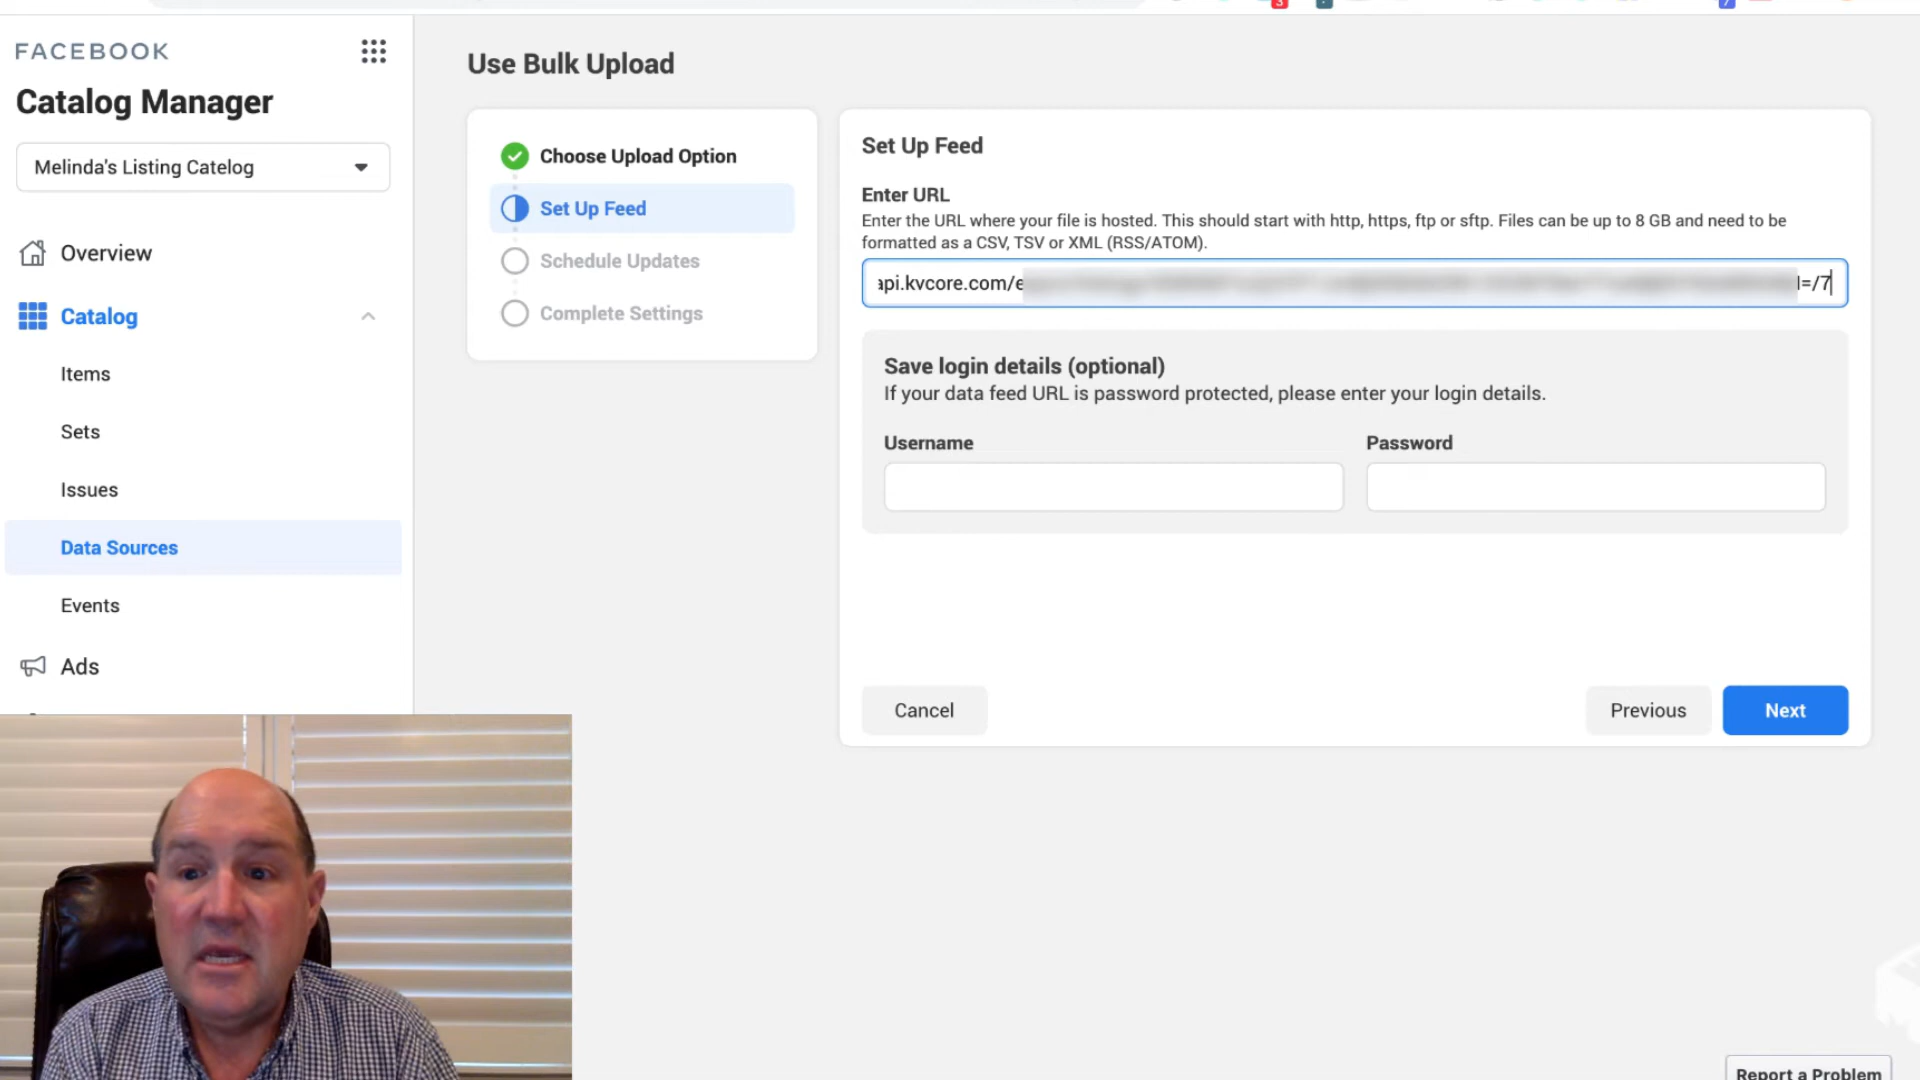 3
7
FACEBOOK
Catalog Manager
Melinda's Listing Catelog
Overview
Catalog
Items
Sets
Issues
Data Sources
Events
Ads
Use Bulk Upload
Choose Upload Option
Set Up Feed
Schedule Updates
Complete Settings
Set Up Feed
Enter URL
Enter the URL where your file is hosted. This should start with http, https, ftp or sftp. Files can be up to 8 GB and need to be
formatted as a CSV, TSV or XML (RSS/ATOM).
api.kvcore.com/e =/7
Save login details (optional)
If your data feed URL is password protected, please enter your login details.
Username Password
Cancel Previous Next
Report a Problem